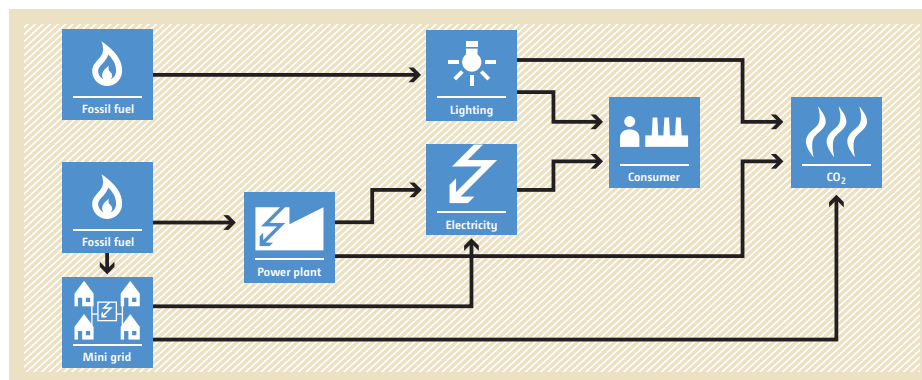 Fossil fuel
Lighting
Consumer
CO₂
Fossil fuel
Electricity
Power plant
Mini grid